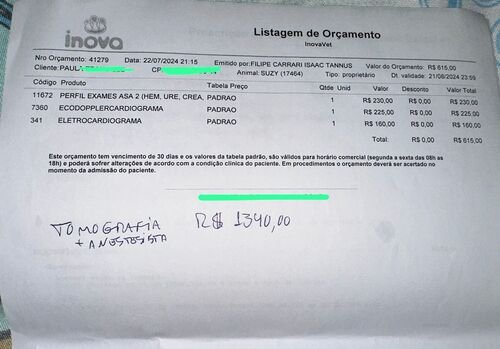 inova
Listagem de Orçamento
InovaVet
Nro Orçamento: 41279 Data: 22/07/2024 21:15 Emitido por:FILIPE CARRARI ISAAC TANNUS Valor do Orçamento: R$ 615,00
Cliente: PAULA Animal: SUZY (17464) Tipo: proprietário Dt. validade: 21/08/2024 23:59
Código Produto Tabela Preço Qtde Unid Valor Desconto Valor Total
11672 PERFIL EXAMES ASA 2 (HEM, URE, CREA, PADRAO 1 R$ 230,00 R$ 0,00 R$ 230,00
7360 ECODOPPLERCARDIOGRAMA PADRAO 1 R$ 225,00 R$ 0,00 R$ 225,00
341 ELETROCARDIOGRAMA PADRAO 1 R$ 160,00 R$ 0,00 R$ 160,00
Total: R$ 0,00 R$ 615,00
Este orçamento tem vencimento de 30 dias e os valores da tabela padrão, são válidos para horário comercial (segunda a sexta das 08h as
18h) e poderá sofrer alterações de acordo com a condição clínica do paciente. Em procedimentos o orçamento deverá ser acertado no
momento da admissão do paciente.
TOMOGRAFIA R$ 1340,00
+ ANESTESISTA